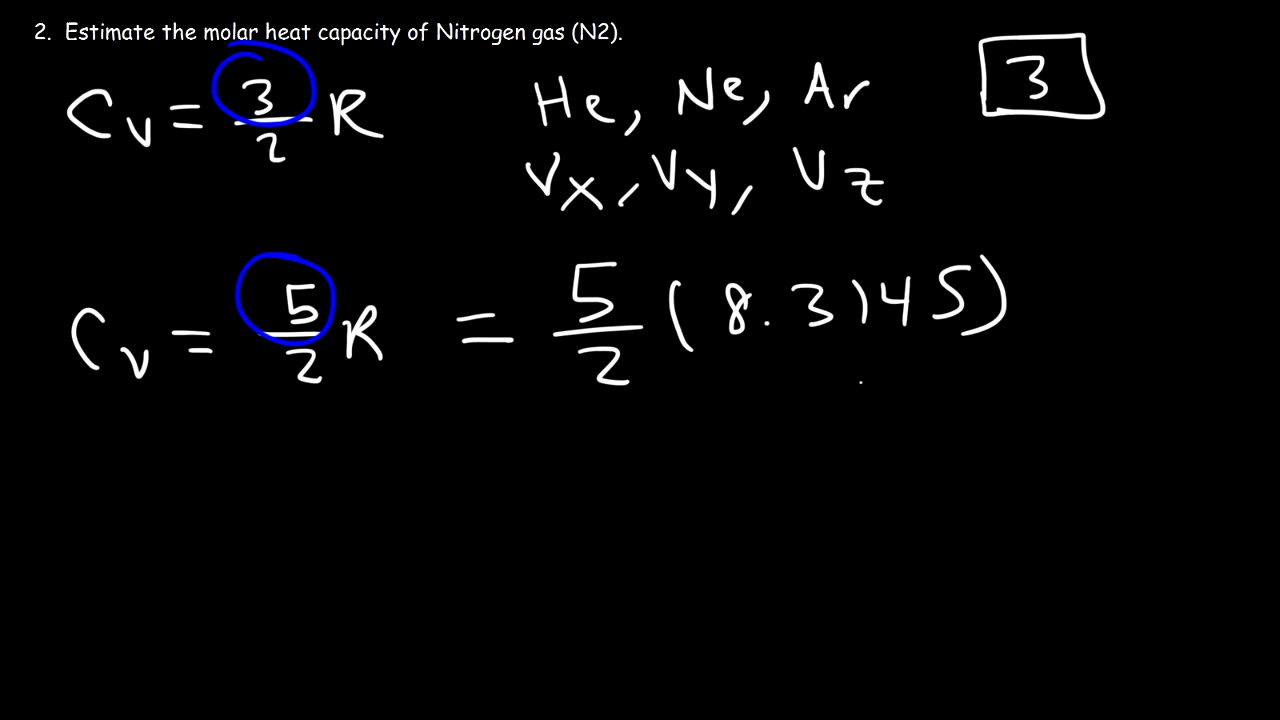 2. Estimate the molar heat capacity of Nitrogen gas (N2).
Cv = 3/2 R He, Ne, Ar 3
Vx, Vy, Vz
Cv = 5/2 R = 5/2 (8.3145)